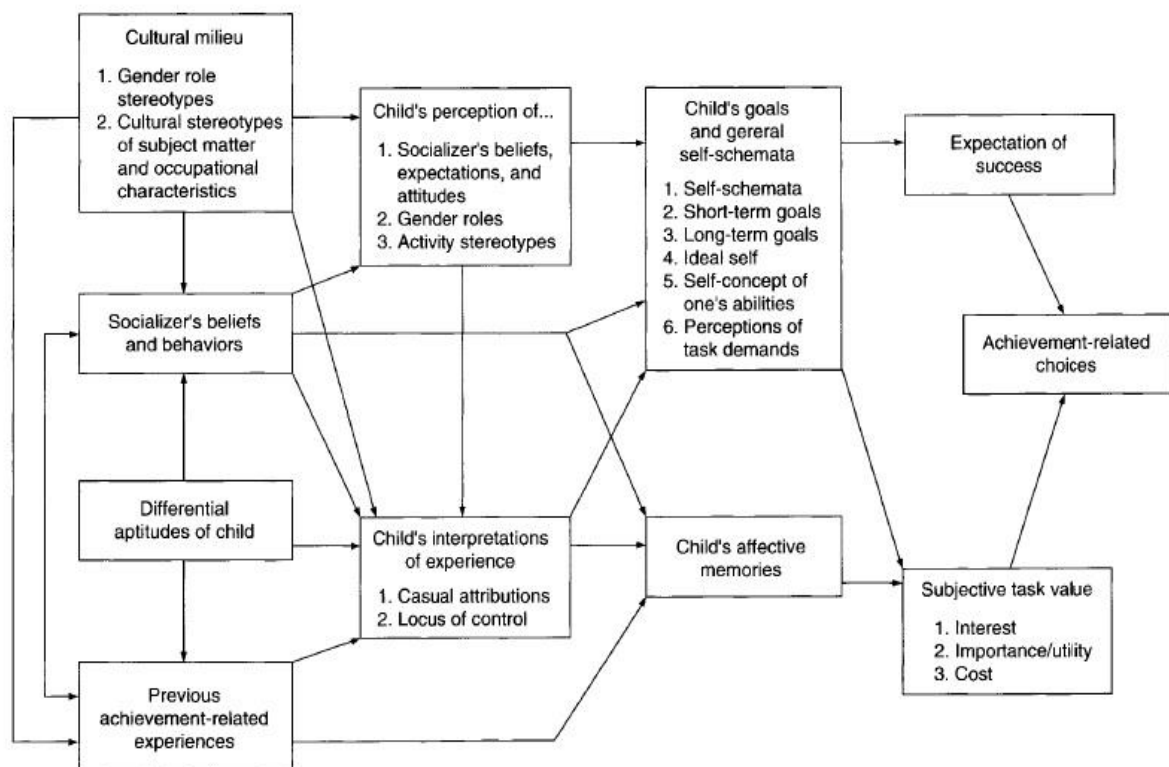 Cultural milieu
1. Gender role
stereotypes
2. Cultural stereotypes
of subject matter
and occupational
characteristics
Child's perception of...
1. Socializer's beliefs,
expectations, and
attitudes
2. Gender roles
3. Activity stereotypes
Child's goals
and gereral
self-schemata
1. Self-schemata
2. Short-term goals
3. Long-term goals
4. Ideal self
5. Self-concept of
one's abilities
6. Perceptions of
task demands
Expectation of
success
Socializer's beliefs
and behaviors
Achievement-related
choices
Differential
aptitudes of child
Child's interpretations
of experience
1. Casual attributions
2. Locus of control
Child's affective
memories
Subjective task value
1. Interest
2. Importance/utility
3. Cost
Previous
achievement-related
experiences